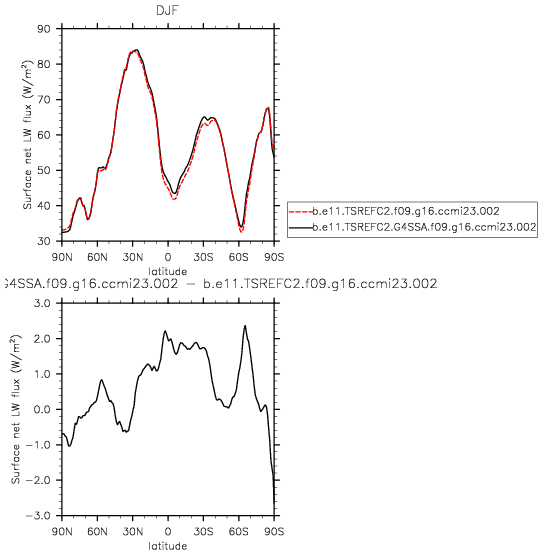 DJF
90
80
70
60
50
40
30
Surface net LW flux (W/m²)
90N 60N 30N 0 30S 60S 90S
latitude
b.e11.TSREFC2.f09.g16.ccmi23.002
b.e11.TSREFC2.G4SSA.f09.g16.ccmi23.002
G4SSA.f09.g16.ccmi23.002 − b.e11.TSREFC2.f09.g16.ccmi23.002
3.0
2.0
1.0
0.0
−1.0
−2.0
−3.0
Surface net LW flux (W/m²)
90N 60N 30N 0 30S 60S 90S
latitude